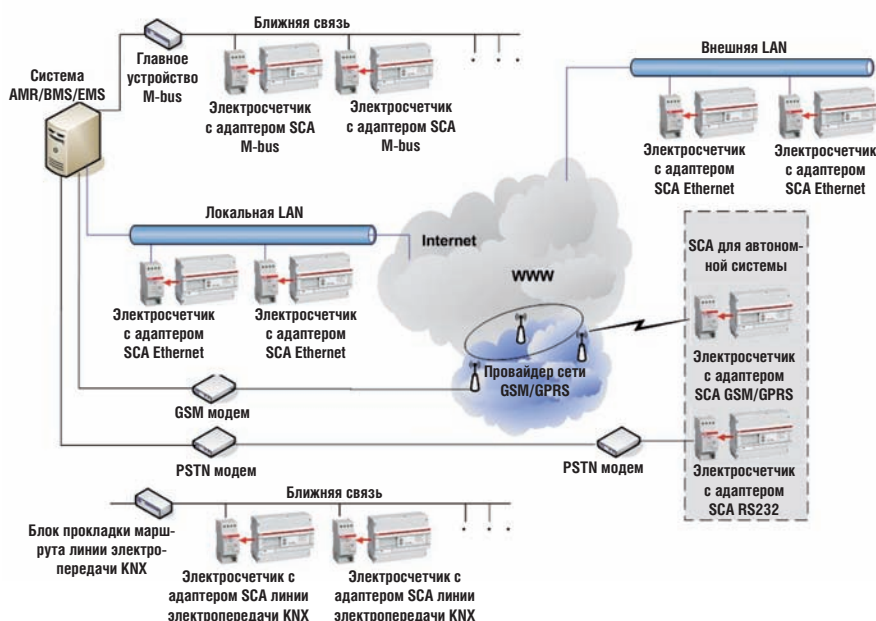 Ближняя связь
Главное
устройство
M-bus
Система
AMR/BMS/EMS
Электросчетчик
с адаптером SCA
M-bus
Электросчетчик
с адаптером SCA
M-bus
Внешняя LAN
Электросчетчик
с адаптером
SCA Ethernet
Электросчетчик
с адаптером
SCA Ethernet
Локальная LAN
Internet
www
Электросчетчик
с адаптером
SCA Ethernet
Электросчетчик
с адаптером
SCA Ethernet
SCA для автоном-
ной системы
Электросчетчик
с адаптером
SCA GSM/GPRS
Провайдер сети
GSM/GPRS
GSM модем
PSTN модем
PSTN модем
Электросчетчик
с адаптером
SCA RS232
Ближняя связь
Блок прокладки марш-
рута линии электро-
передачи KNX
Электросчетчик с
адаптером SCA линии
электропередачи KNX
Электросчетчик с
адаптером SCA линии
электропередачи KNX